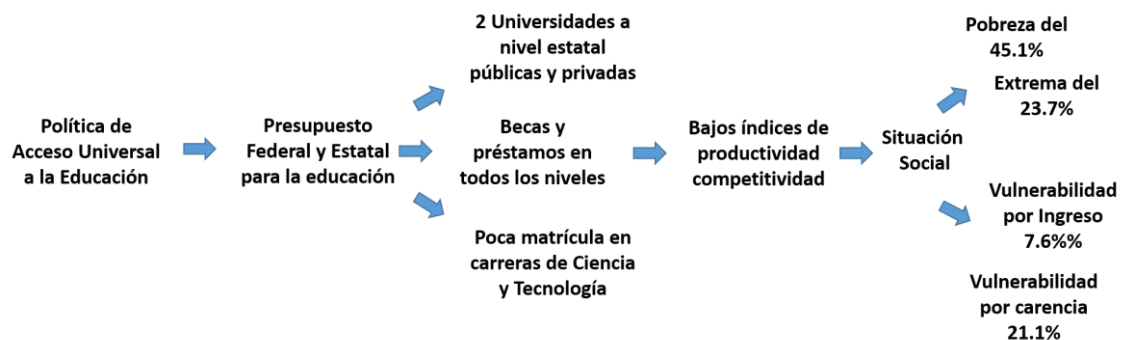 Política de
Acceso Universal
a la Educación
Presupuesto
Federal y Estatal
para la educación
2 Universidades a
nivel estatal
públicas y privadas
Becas y
préstamos en
todos los niveles
Poca matrícula en
carreras de Ciencia
y Tecnología
Bajos índices de
productividad
competitividad
Situación
Social
Pobreza del
45.1%
Extrema del
23.7%
Vulnerabilidad
por Ingreso
7.6%%
Vulnerabilidad
por carencia
21.1%